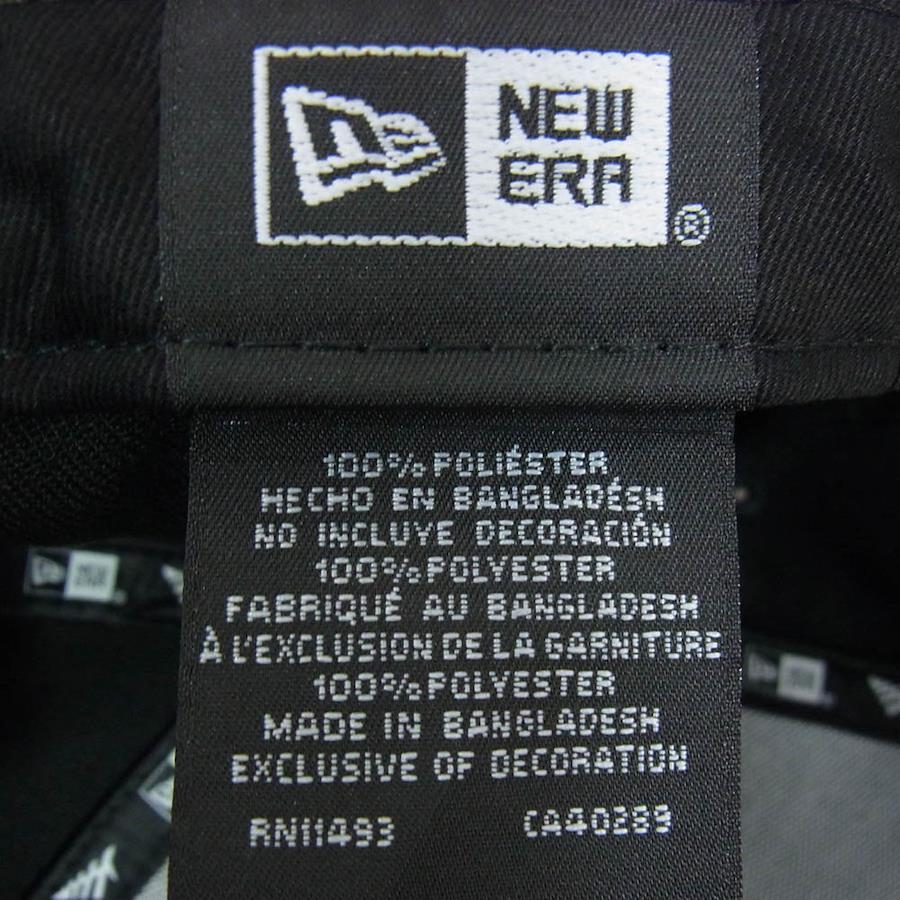 NEW
ERA
®
100% POLIÉSTER
HECHO EN BANGLADÉSH
NO INCLUYE DECORACIÓN
100% POLYESTER
FABRIQUÉ AU BANGLADESH
À L'EXCLUSION DE LA GARNITURE
100% POLYESTER
MADE IN BANGLADESH
EXCLUSIVE OF DECORATION
RN11493 CA40289